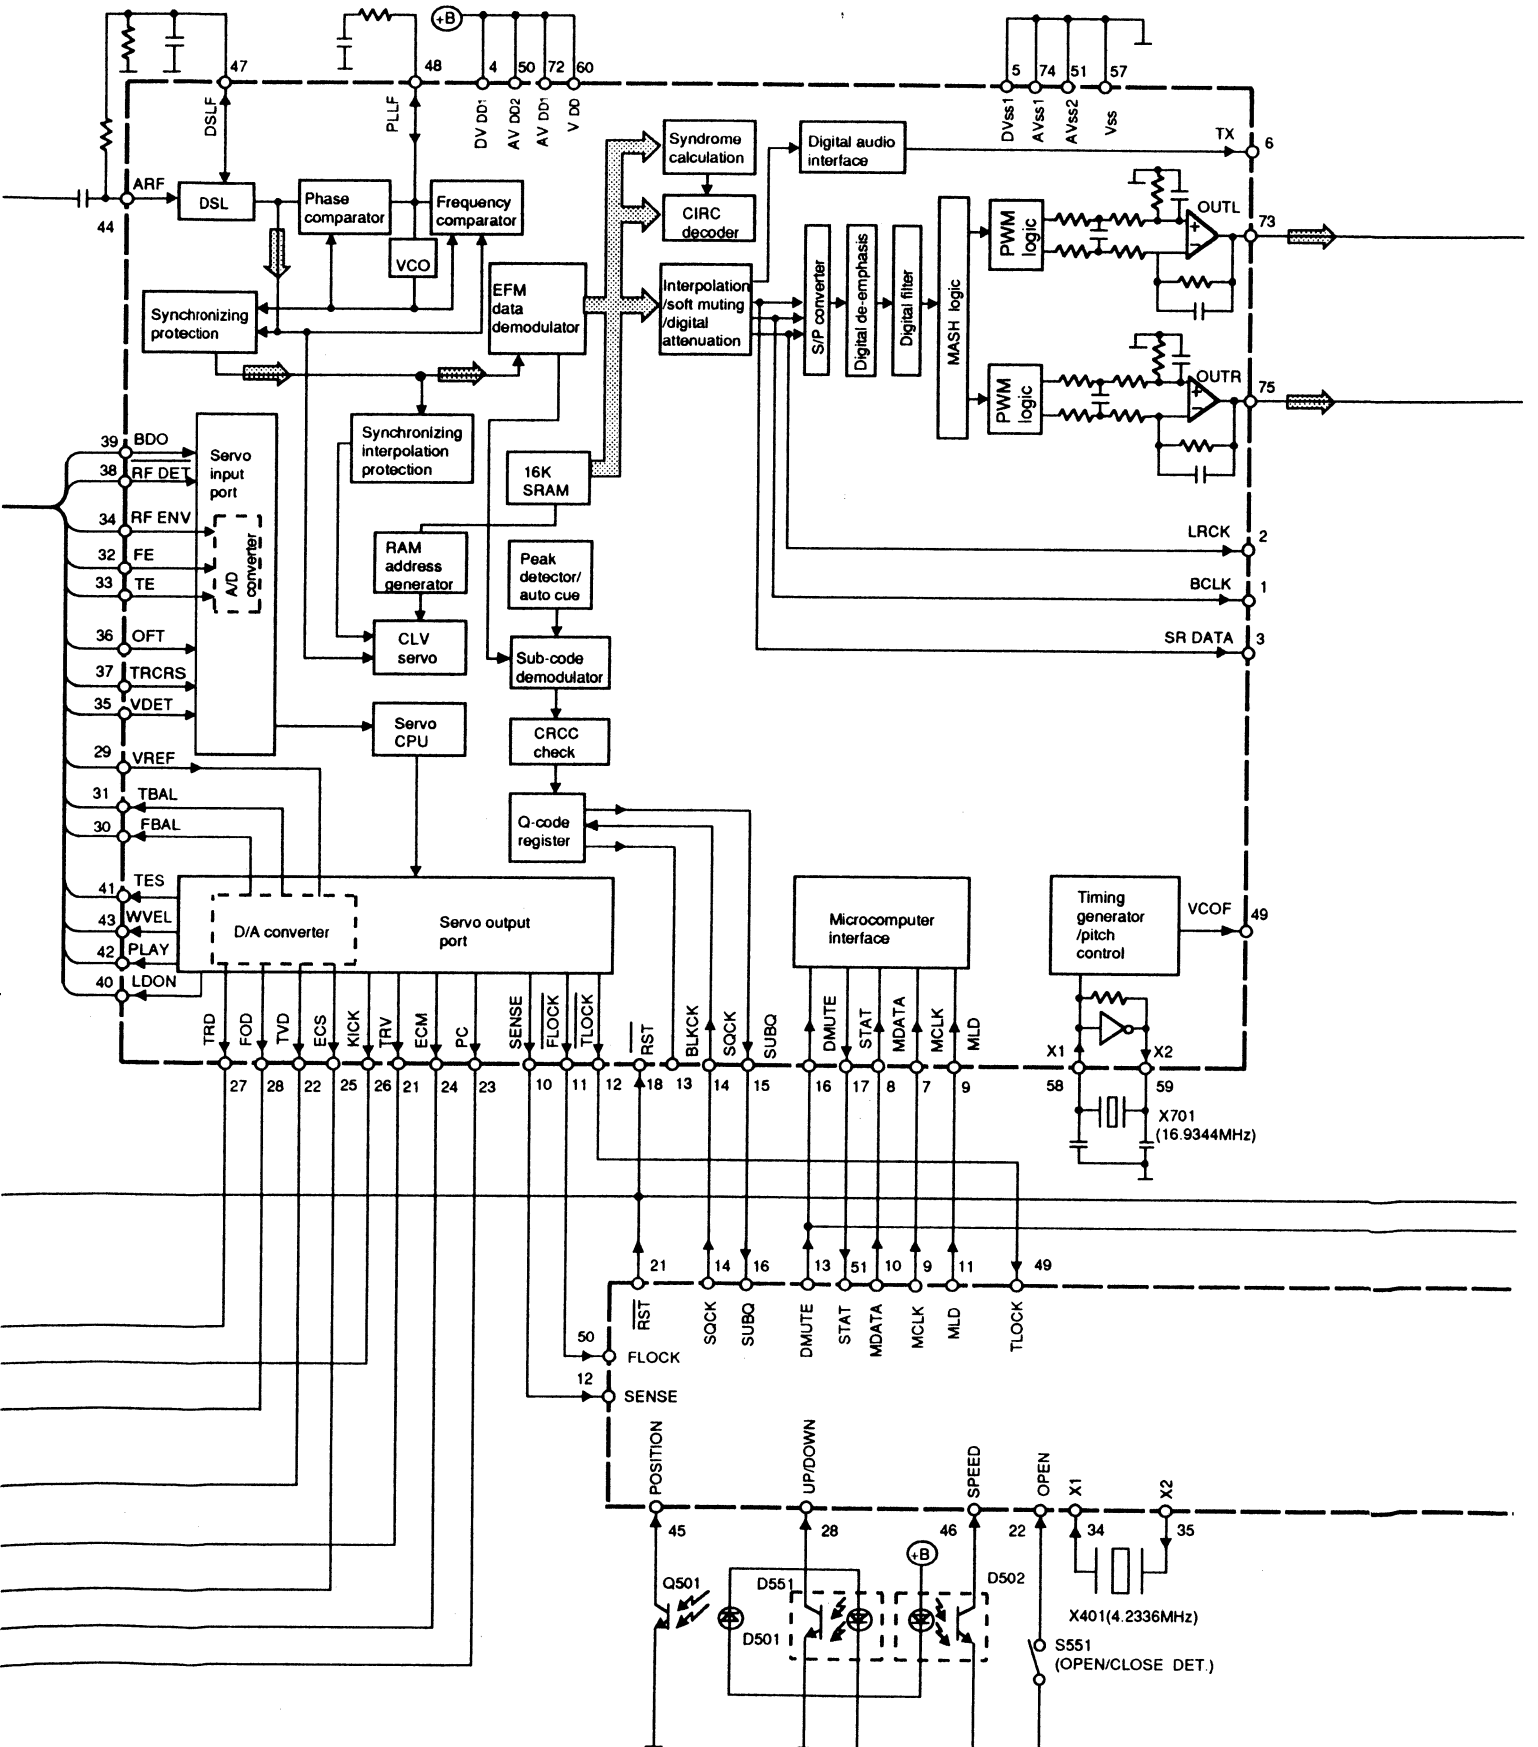 +B
47
48
4
50
72
60
5
74
51
57
DSLF
PLLF
DV DD1
AV DD2
AV DD1
V DD
DVss1
AVss1
AVss2
Vss
TX
6
ARF
44
DSL
Phase
comparator
Frequency
comparator
VCO
Syndrome
calculation
Digital audio
interface
CIRC
decoder
Synchronizing
protection
EFM
data
demodulator
Interpolation
/soft muting
/digital
attenuation
S/P converter
Digital de-emphasis
Digital filter
MASH logic
PWM
logic
OUTL
+
−
73
PWM
logic
OUTR
+
−
75
Synchronizing
interpolation
protection
16K
SRAM
39
BDO
38
RF DET
34
RF ENV
32
FE
33
TE
36
OFT
37
TRCRS
35
VDET
29
VREF
31
TBAL
30
FBAL
41
TES
43
WVEL
42
PLAY
40
LDON
Servo
input
port
A/D
converter
RAM
address
generator
Peak
detector/
auto cue
CLV
servo
Sub-code
demodulator
Servo
CPU
CRCC
check
Q-code
register
LRCK
2
BCLK
1
SR DATA
3
D/A converter
Servo output
port
Microcomputer
interface
Timing
generator
/pitch
control
VCOF
49
TRD
FOD
TVD
ECS
KICK
TRV
ECM
PC
SENSE
FLOCK
TLOCK
RST
BLKCK
SQCK
SUBQ
DMUTE
STAT
MDATA
MCLK
MLD
X1
X2
27
28
22
25
26
21
24
23
10
11
12
18
13
14
15
16
17
8
7
9
58
59
X701
(16.9344MHz)
21
14
16
13
51
10
9
11
49
RST
SQCK
SUBQ
DMUTE
STAT
MDATA
MCLK
MLD
TLOCK
50
FLOCK
12
SENSE
POSITION
UP/DOWN
SPEED
OPEN
X1
X2
45
28
46
22
34
35
+B
Q501
D551
D502
D501
X401(4.2336MHz)
S551
(OPEN/CLOSE DET.)